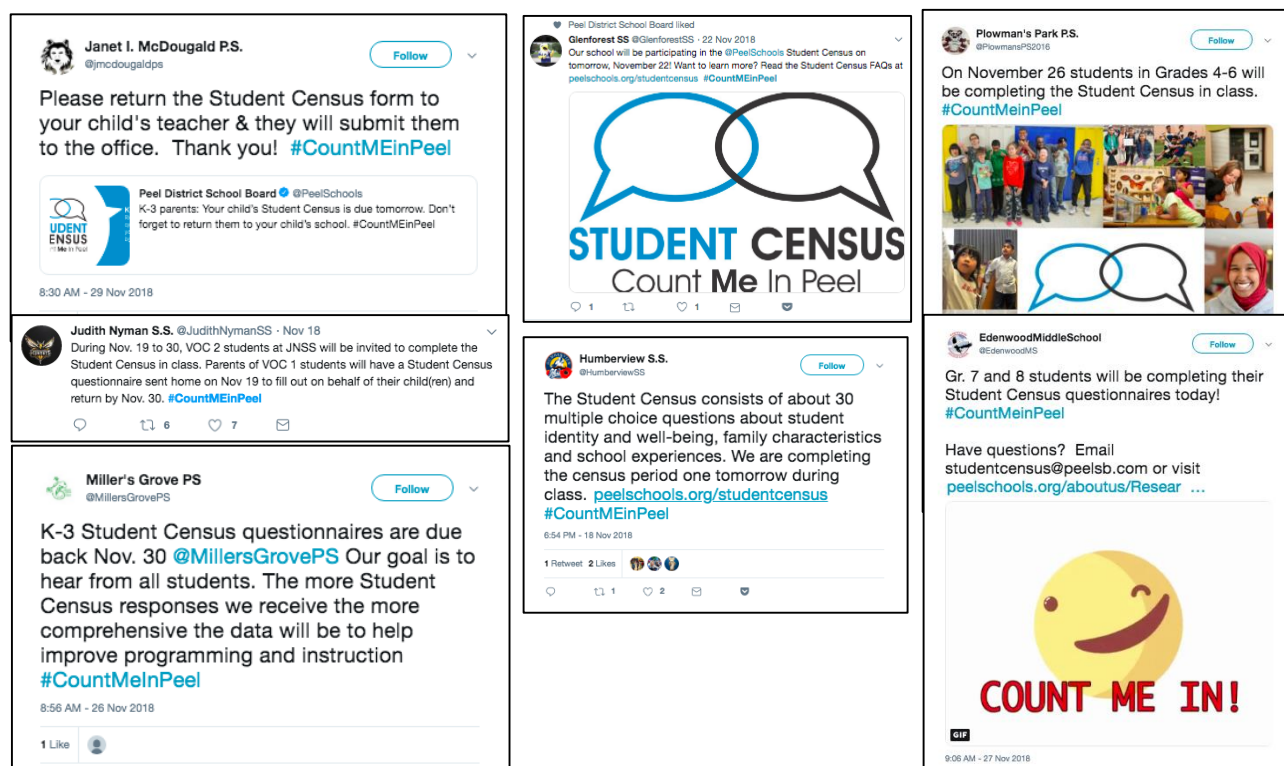 Janet I. McDougald P.S.
@jmcdougaldps
Follow
Please return the Student Census form to
your child's teacher & they will submit them
to the office. Thank you! #CountMEinPeel
Peel District School Board @PeelSchools
K-3 parents: Your child's Student Census is due tomorrow. Don't
forget to return them to your child's school. #CountMEinPeel
UDENT
ENSUS
Me In Peel
8:30 AM - 29 Nov 2018
Judith Nyman S.S. @JudithNymanSS · Nov 18
During Nov. 19 to 30, VOC 2 students at JNSS will be invited to complete the
Student Census in class. Parents of VOC 1 students will have a Student Census
questionnaire sent home on Nov 19 to fill out on behalf of their child(ren) and
return by Nov. 30. #CountMEinPeel
6 7
Miller's Grove PS
@MillersGrovePS
Follow
K-3 Student Census questionnaires are due
back Nov. 30 @MillersGrovePS Our goal is to
hear from all students. The more Student
Census responses we receive the more
comprehensive the data will be to help
improve programming and instruction
#CountMeInPeel
8:56 AM - 26 Nov 2018
1 Like
Peel District School Board liked
Glenforest SS @GlenforestSS · 22 Nov 2018
Our school will be participating in the @PeelSchools Student Census on
tomorrow, November 22! Want to learn more? Read the Student Census FAQs at
peelschools.org/studentcensus #CountMEinPeel
STUDENT CENSUS
Count Me In Peel
1 1
Humberview S.S.
@HumberviewSS
Follow
The Student Census consists of about 30
multiple choice questions about student
identity and well-being, family characteristics
and school experiences. We are completing
the census period one tomorrow during
class. peelschools.org/studentcensus
#CountMEinPeel
6:54 PM - 18 Nov 2018
1 Retweet 2 Likes
1 2
Plowman's Park P.S.
@PlowmansPS2016
Follow
On November 26 students in Grades 4-6 will
be completing the Student Census in class.
#CountMeinPeel
EdenwoodMiddleSchool
@EdenwoodMS
Follow
Gr. 7 and 8 students will be completing their
Student Census questionnaires today!
#CountMeinPeel
Have questions? Email
studentcensus@peelsb.com or visit
peelschools.org/aboutus/Resear ...
COUNT ME IN!
GIF
9:06 AM - 27 Nov 2018